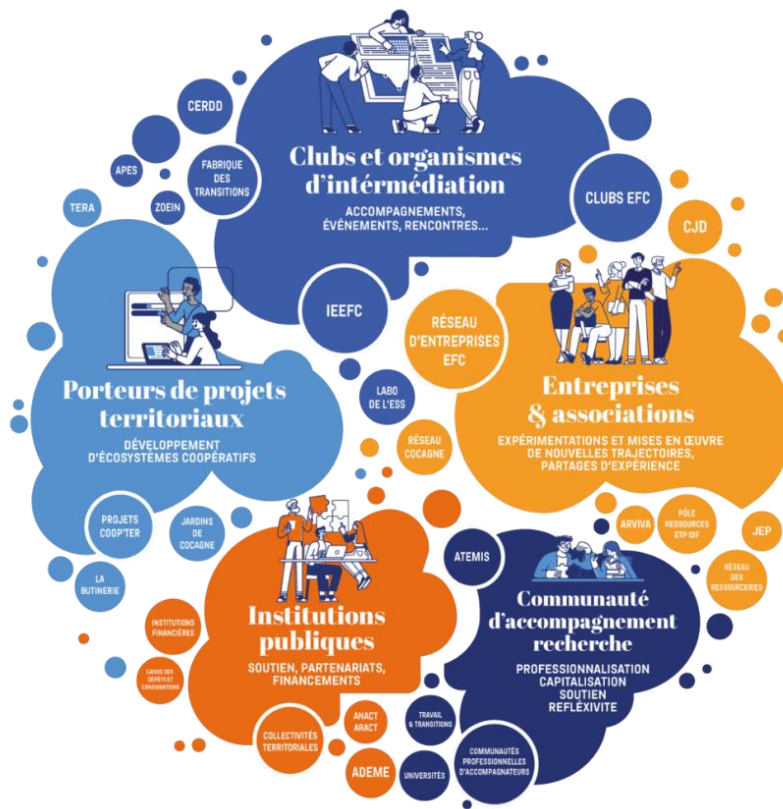 CERDD
APES
FABRIQUE
DES
TRANSITIONS
TERA
ZOEIN
Clubs et organismes
d'intérmédiation
ACCOMPAGNEMENTS,
ÉVÉNEMENTS, RENCONTRES...
CLUBS EFC
CJD
IEEFC
RÉSEAU
D'ENTREPRISES
EFC
LABO
DE L'ESS
RÉSEAU
COCAGNE
Porteurs de projets
territoriaux
DÉVELOPPEMENT
D'ÉCOSYSTÈMES COOPÉRATIFS
Entreprises
& associations
EXPÉRIMENTATIONS ET MISES EN ŒUVRE
DE NOUVELLES TRAJECTOIRES,
PARTAGES D'EXPÉRIENCE
PROJETS
COOP'TER
JARDINS
DE
COCAGNE
LA
BUTINERIE
ARVIVA
PÔLE
RESSOURCES
ETP IDF
JEP
RÉSEAU
DES
RESSOURCERIES
INSTITUTIONS
FINANCIÈRES
CAISSE DES
DÉPÔTS ET
CONSIGNATIONS
Institutions
publiques
SOUTIEN, PARTENARIATS,
FINANCEMENTS
COLLECTIVITÉS
TERRITORIALES
ANACT
ARACT
ADEME
ATEMIS
Communauté
d'accompagnement
recherche
PROFESSIONNALISATION
CAPITALISATION
SOUTIEN
REFLÉXIVITE
TRAVAIL
& TRANSITIONS
UNIVERSITÉS
COMMUNAUTÉS
PROFESSIONNELLES
D'ACCOMPAGNATEURS